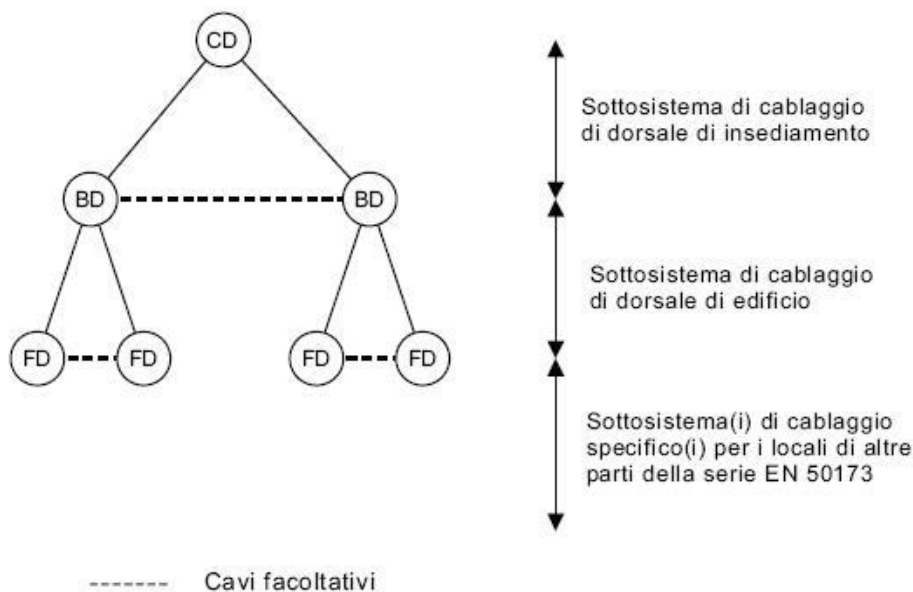 CD
Sottosistema di cablaggio
di dorsale di insediamento
BD
BD
Sottosistema di cablaggio
di dorsale di edificio
FD
FD
FD
FD
Sottosistema(i) di cablaggio
specifico(i) per i locali di altre
parti della serie EN 50173
Cavi facoltativi